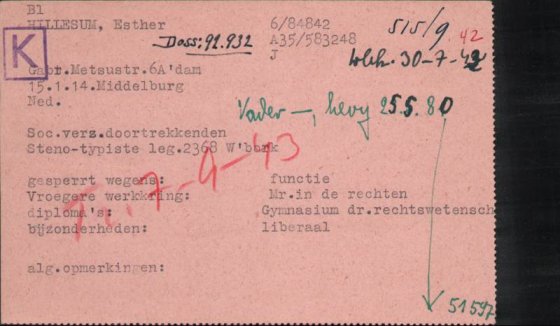 Bl
HILLESUM, Esther 6/84842 515/9 42
Doss: 92.932 A35/583248
K J Wbk. 30-7-42
Gabr.Metsustr.6A'dam
15.1.14.Middelburg
Ned. Vader —, Levy 25.5.80
Soc.verz.doortrekkenden
Steno-typiste leg.2368 W'bork
Tr. 7-9-43
gesperrt wegens: functie
Vroegere werkkring: Mr.in de rechten
diploma's: Gymnasium dr.rechtswetensch
bijzonderheden: liberaal
alg.opmerkingen:
51597